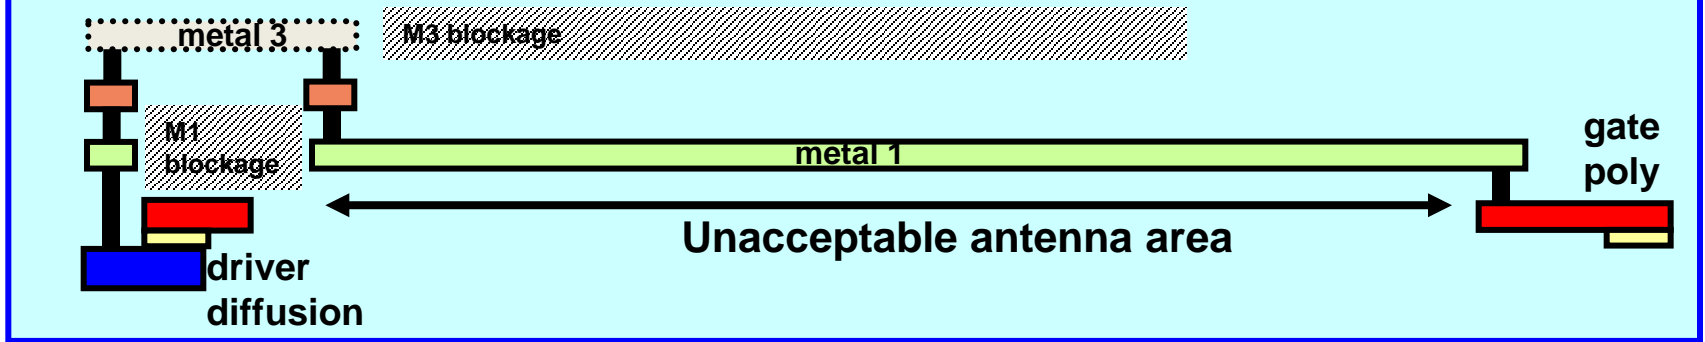 metal 3
M3 blockage
M1
blockage
metal 1
gate
poly
Unacceptable antenna area
driver
diffusion